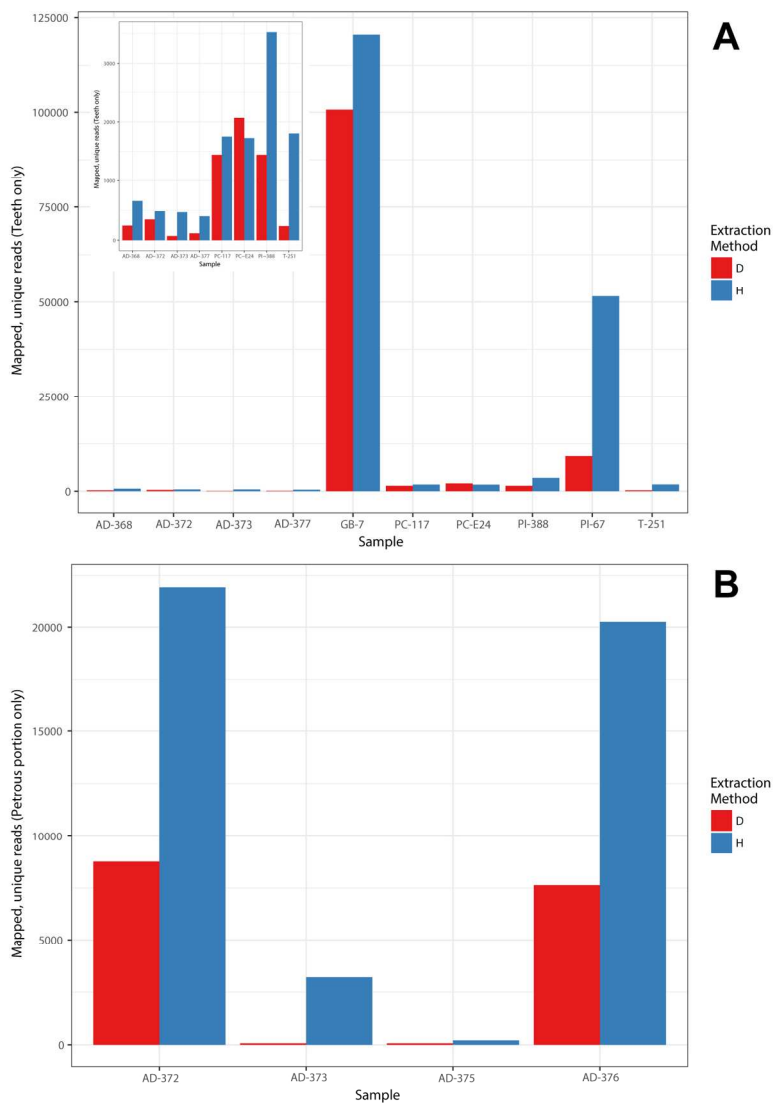 A
125000
100000
75000
50000
25000
0
Mapped, unique reads (Teeth only)
3000
2000
1000
0
Mapped, unique reads (Teeth only)
AD-368 AD-372 AD-373 AD-377 PC-117 PC-E24 PI-388 T-251
Sample
AD-368 AD-372 AD-373 AD-377 GB-7 PC-117 PC-E24 PI-388 PI-67 T-251
Sample
Extraction
Method
D
H
B
20000
15000
10000
5000
0
Mapped, unique reads (Petrous portion only)
AD-372 AD-373 AD-375 AD-376
Sample
Extraction
Method
D
H